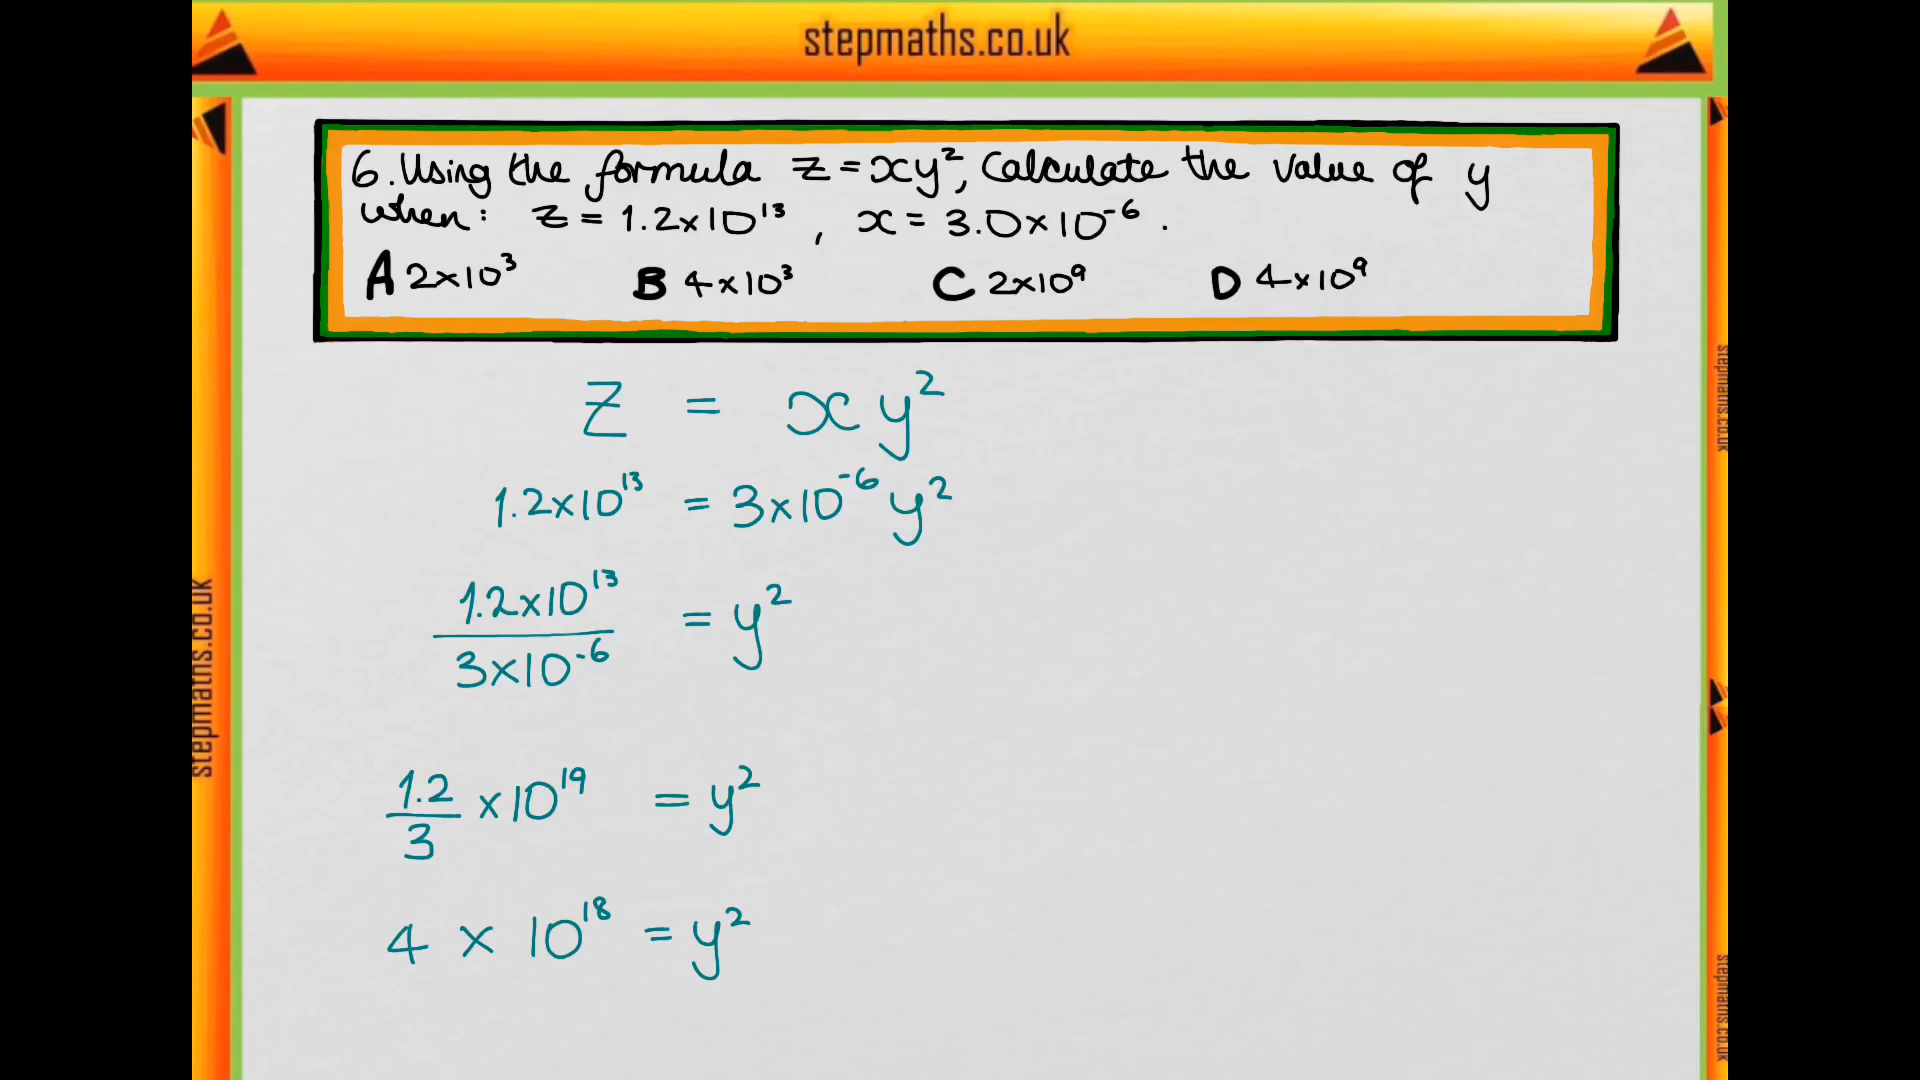 stepmaths.co.uk
6. Using the formula z = xy², Calculate the value of y
when: z = 1.2×10¹³ , x = 3.0×10⁻⁶ .
A 2×10³ B 4×10³ C 2×10⁹ D 4×10⁹
z = xy²
1.2×10¹³ = 3×10⁻⁶ y²
1.2×10¹³
= y²
3×10⁻⁶
1.2
×10¹⁹ = y²
3
4 × 10¹⁸ = y²
stepmaths.co.uk
stepmaths.co.uk
stepmaths.co.uk